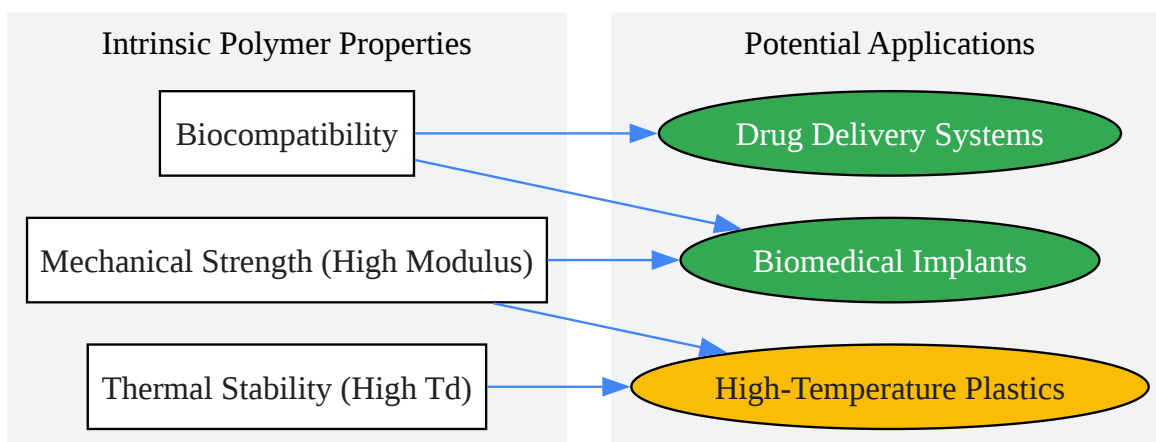 Intrinsic Polymer Properties
Biocompatibility
Mechanical Strength (High Modulus)
Thermal Stability (High Td)
Potential Applications
Drug Delivery Systems
Biomedical Implants
High-Temperature Plastics